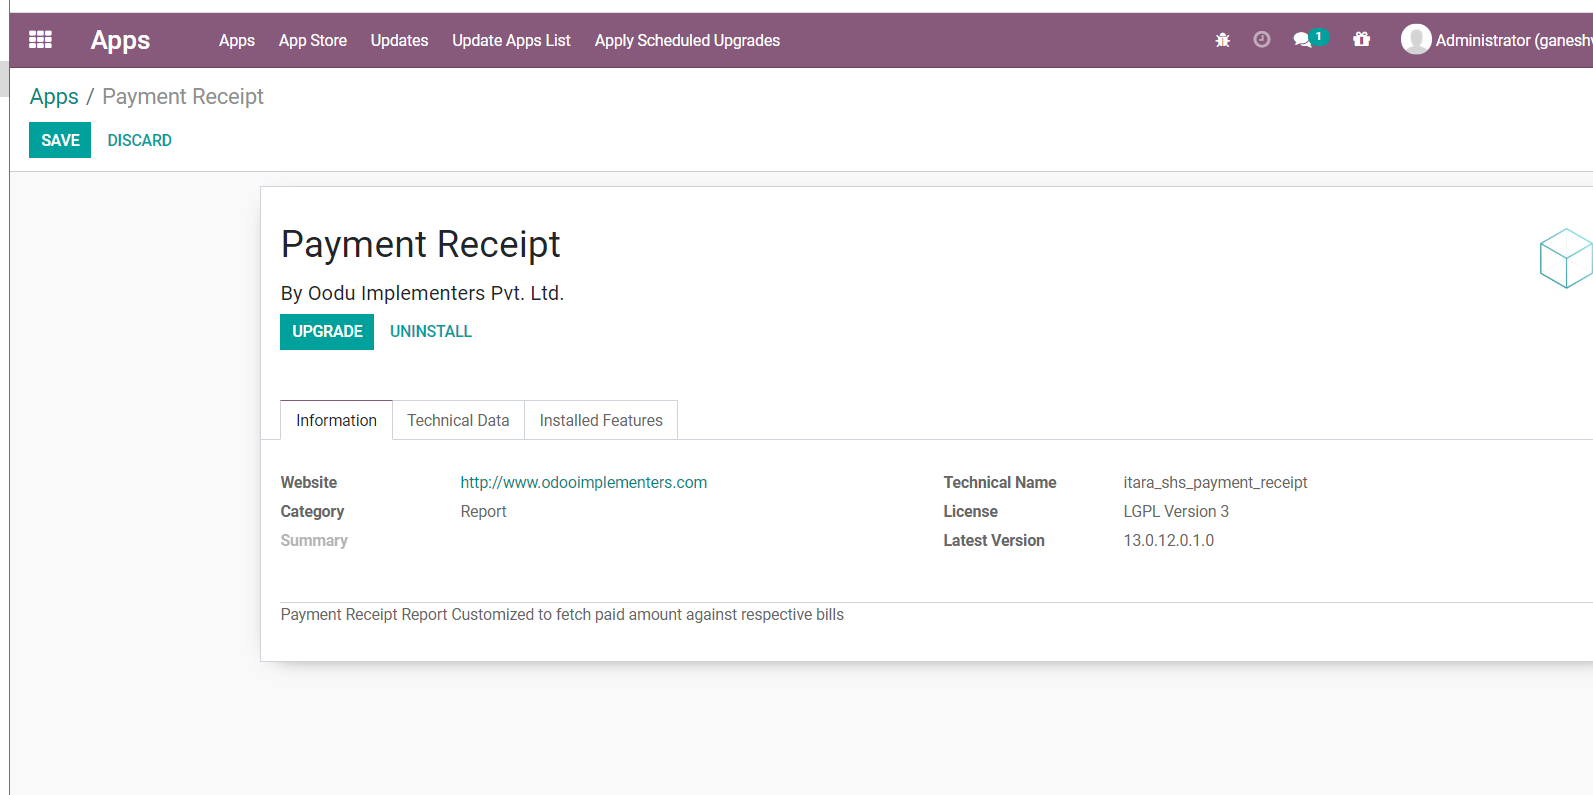 Apps Apps App Store Updates Update Apps List Apply Scheduled Upgrades 1 Administrator (ganeshv
Apps / Payment Receipt
SAVE DISCARD
Payment Receipt
By Oodu Implementers Pvt. Ltd.
UPGRADE UNINSTALL
Information Technical Data Installed Features
Website http://www.odooimplementers.com Technical Name itara_shs_payment_receipt
Category Report License LGPL Version 3
Summary Latest Version 13.0.12.0.1.0
Payment Receipt Report Customized to fetch paid amount against respective bills